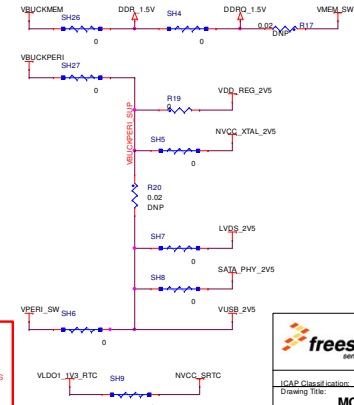 VBUCKMEM
SH26
0
DDR_1.5V
SH4
0
DDRQ_1.5V
0.02
DNP
R17
VMEM_SW
VBUCKPERI
SH27
0
VBUCKPERI_SUP
R19
0
VDD_REG_2V5
SH5
0
NVCC_XTAL_2V5
R20
0.02
DNP
SH7
0
LVDS_2V5
SH8
0
SATA_PHY_2V5
VPERI_SW
SH6
0
VUSB_2V5
VLDO1_1V3_RTC
SH9
0
NVCC_SRTC
frees
ser
ICAP Classification:
Drawing Title: